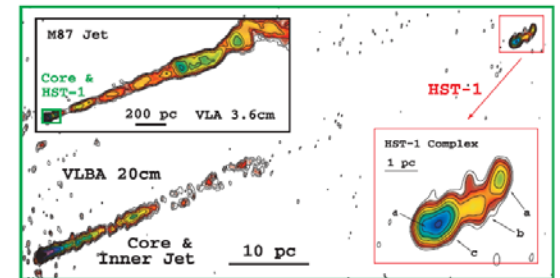 M87 Jet
Core &
HST-1
200 pc
VLA 3.6cm
HST-1
HST-1 Complex
1 pc
a
b
c
d
VLBA 20cm
Core &
Inner Jet
10 pc